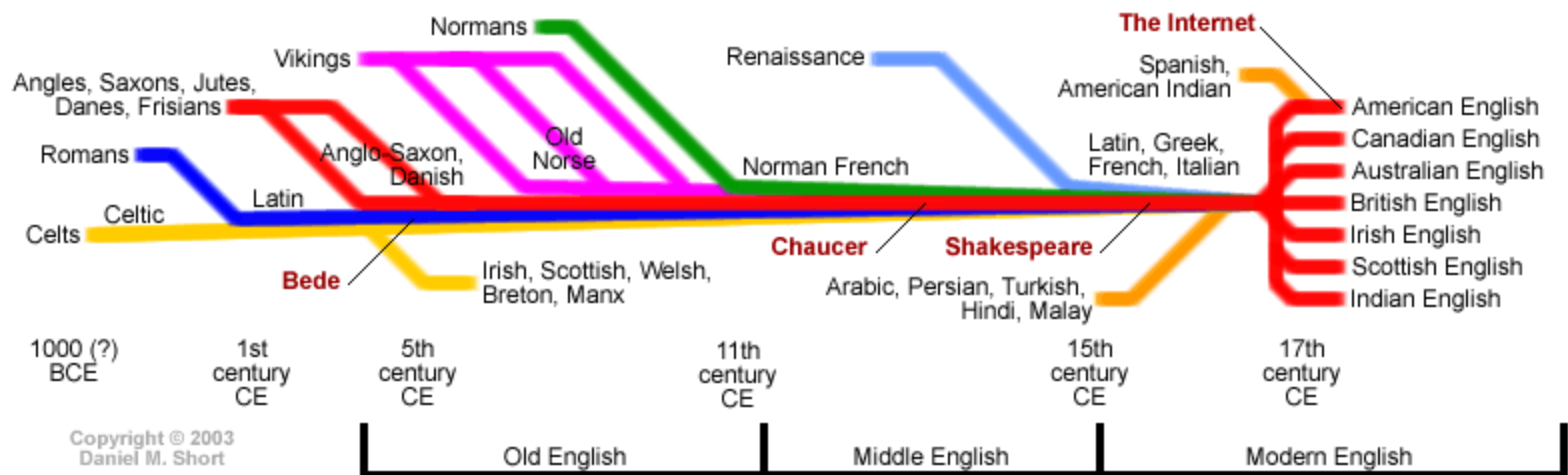 Normans
The Internet
Vikings
Renaissance
Spanish,
American Indian
Angles, Saxons, Jutes,
Danes, Frisians
American English
Canadian English
Romans
Anglo-Saxon,
Danish
Old
Norse
Norman French
Latin, Greek,
French, Italian
Australian English
Celtic
Latin
British English
Celts
Chaucer
Shakespeare
Irish English
Bede
Irish, Scottish, Welsh,
Breton, Manx
Arabic, Persian, Turkish,
Hindi, Malay
Scottish English
Indian English
1000 (?)
BCE
1st
century
CE
5th
century
CE
11th
century
CE
15th
century
CE
17th
century
CE
Copyright © 2003
Daniel M. Short
Old English
Middle English
Modern English